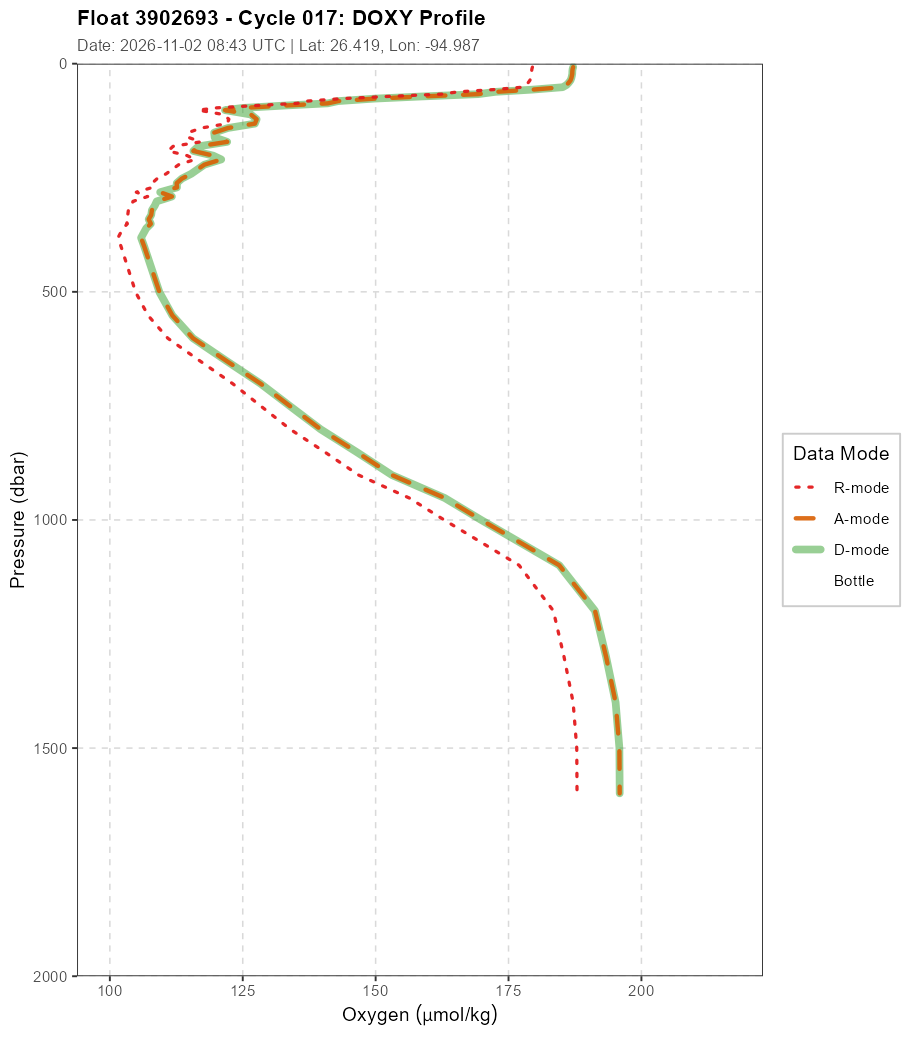 Float 3902693 - Cycle 017: DOXY Profile
Date: 2026-11-02 08:43 UTC | Lat: 26.419, Lon: -94.987
0
500
1000
1500
2000
Pressure (dbar)
100 125 150 175 200
Oxygen (μmol/kg)
Data Mode
R-mode
A-mode
D-mode
Bottle